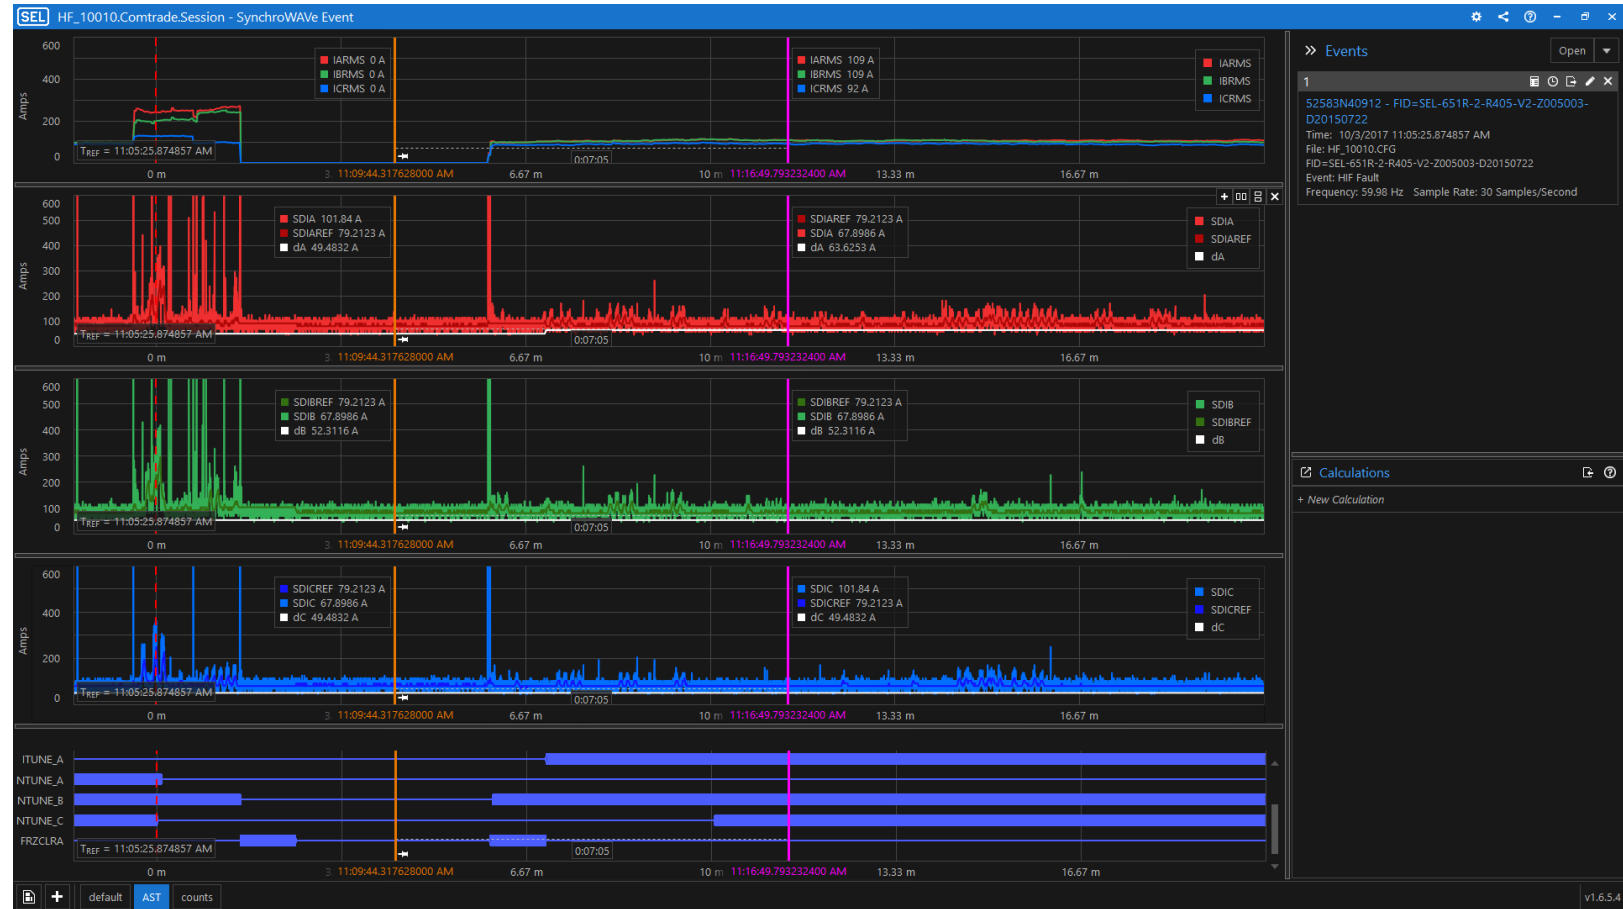 SEL HF_10010.Comtrade.Session - SynchroWAVe Event
600
400
200
0
Amps
IARMS 0 A
IBRMS 0 A
ICRMS 0 A
IARMS 109 A
IBRMS 109 A
ICRMS 92 A
IARMS
IBRMS
ICRMS
TREF = 11:05:25.874857 AM
0:07:05
0 m 3. 11:09:44.317628000 AM 6.67 m 10 m 11:16:49.793232400 AM 13.33 m 16.67 m
600
500
400
300
200
100
0
Amps
SDIA 101.84 A
SDIAREF 79.2123 A
dA 49.4832 A
SDIAREF 79.2123 A
SDIA 67.8986 A
dA 63.6253 A
SDIA
SDIAREF
dA
TREF = 11:05:25.874857 AM
0:07:05
0 m 3. 11:09:44.317628000 AM 6.67 m 10 m 11:16:49.793232400 AM 13.33 m 16.67 m
600
500
400
300
200
100
0
Amps
SDIBREF 79.2123 A
SDIB 67.8986 A
dB 52.3116 A
SDIBREF 79.2123 A
SDIB 67.8986 A
dB 52.3116 A
SDIB
SDIBREF
dB
TREF = 11:05:25.874857 AM
0:07:05
0 m 3. 11:09:44.317628000 AM 6.67 m 10 m 11:16:49.793232400 AM 13.33 m 16.67 m
600
400
200
0
Amps
SDICREF 79.2123 A
SDIC 67.8986 A
dC 49.4832 A
SDIC 101.84 A
SDICREF 79.2123 A
dC 49.4832 A
SDIC
SDICREF
dC
TREF = 11:05:25.874857 AM
0:07:05
0 m 3. 11:09:44.317628000 AM 6.67 m 10 m 11:16:49.793232400 AM 13.33 m 16.67 m
ITUNE_A
NTUNE_A
NTUNE_B
NTUNE_C
FRZCLRA
TREF = 11:05:25.874857 AM
0:07:05
0 m 3. 11:09:44.317628000 AM 6.67 m 10 m 11:16:49.793232400 AM 13.33 m 16.67 m
default AST counts
Events Open
1
52583N40912 - FID=SEL-651R-2-R405-V2-Z005003-
D20150722
Time: 10/3/2017 11:05:25.874857 AM
File: HF_10010.CFG
FID=SEL-651R-2-R405-V2-Z005003-D20150722
Event: HIF Fault
Frequency: 59.98 Hz Sample Rate: 30 Samples/Second
Calculations
+ New Calculation
v1.6.5.4